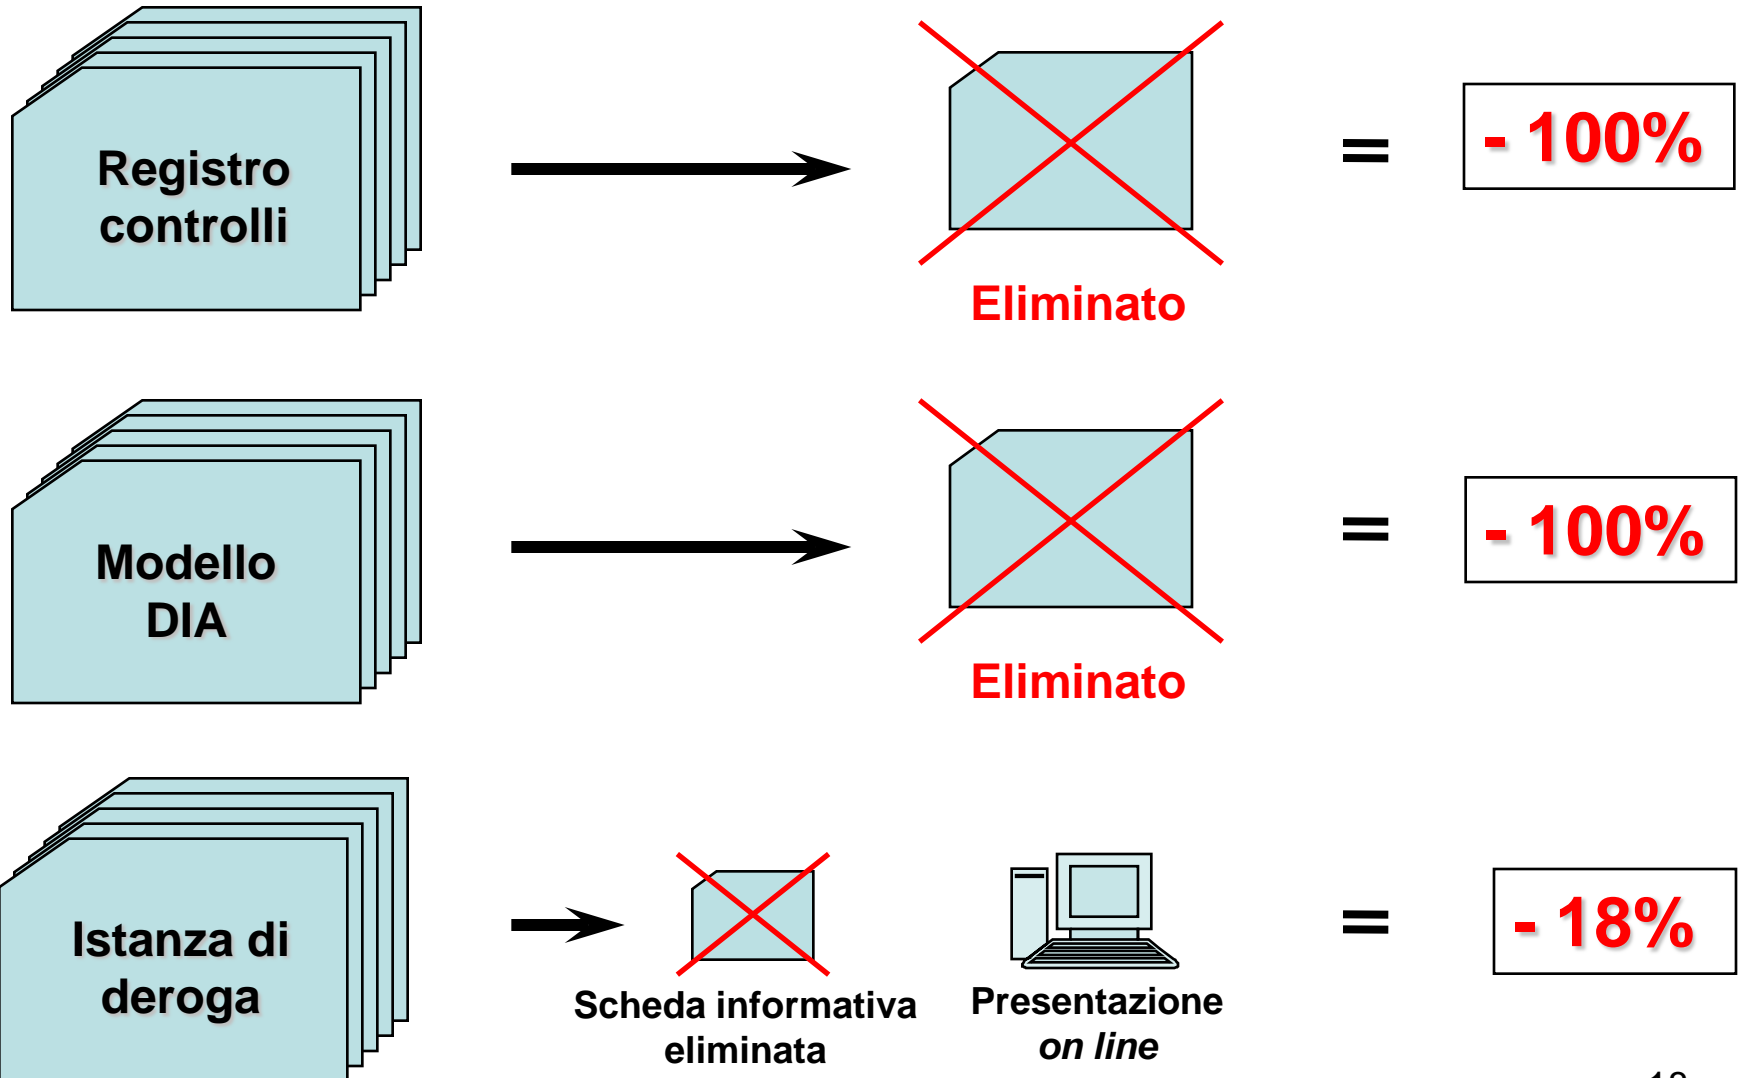 Registro
controlli
Eliminato
=
- 100%
Modello
DIA
Eliminato
=
- 100%
Istanza di
deroga
Scheda informativa
eliminata
Presentazione
on line
=
- 18%